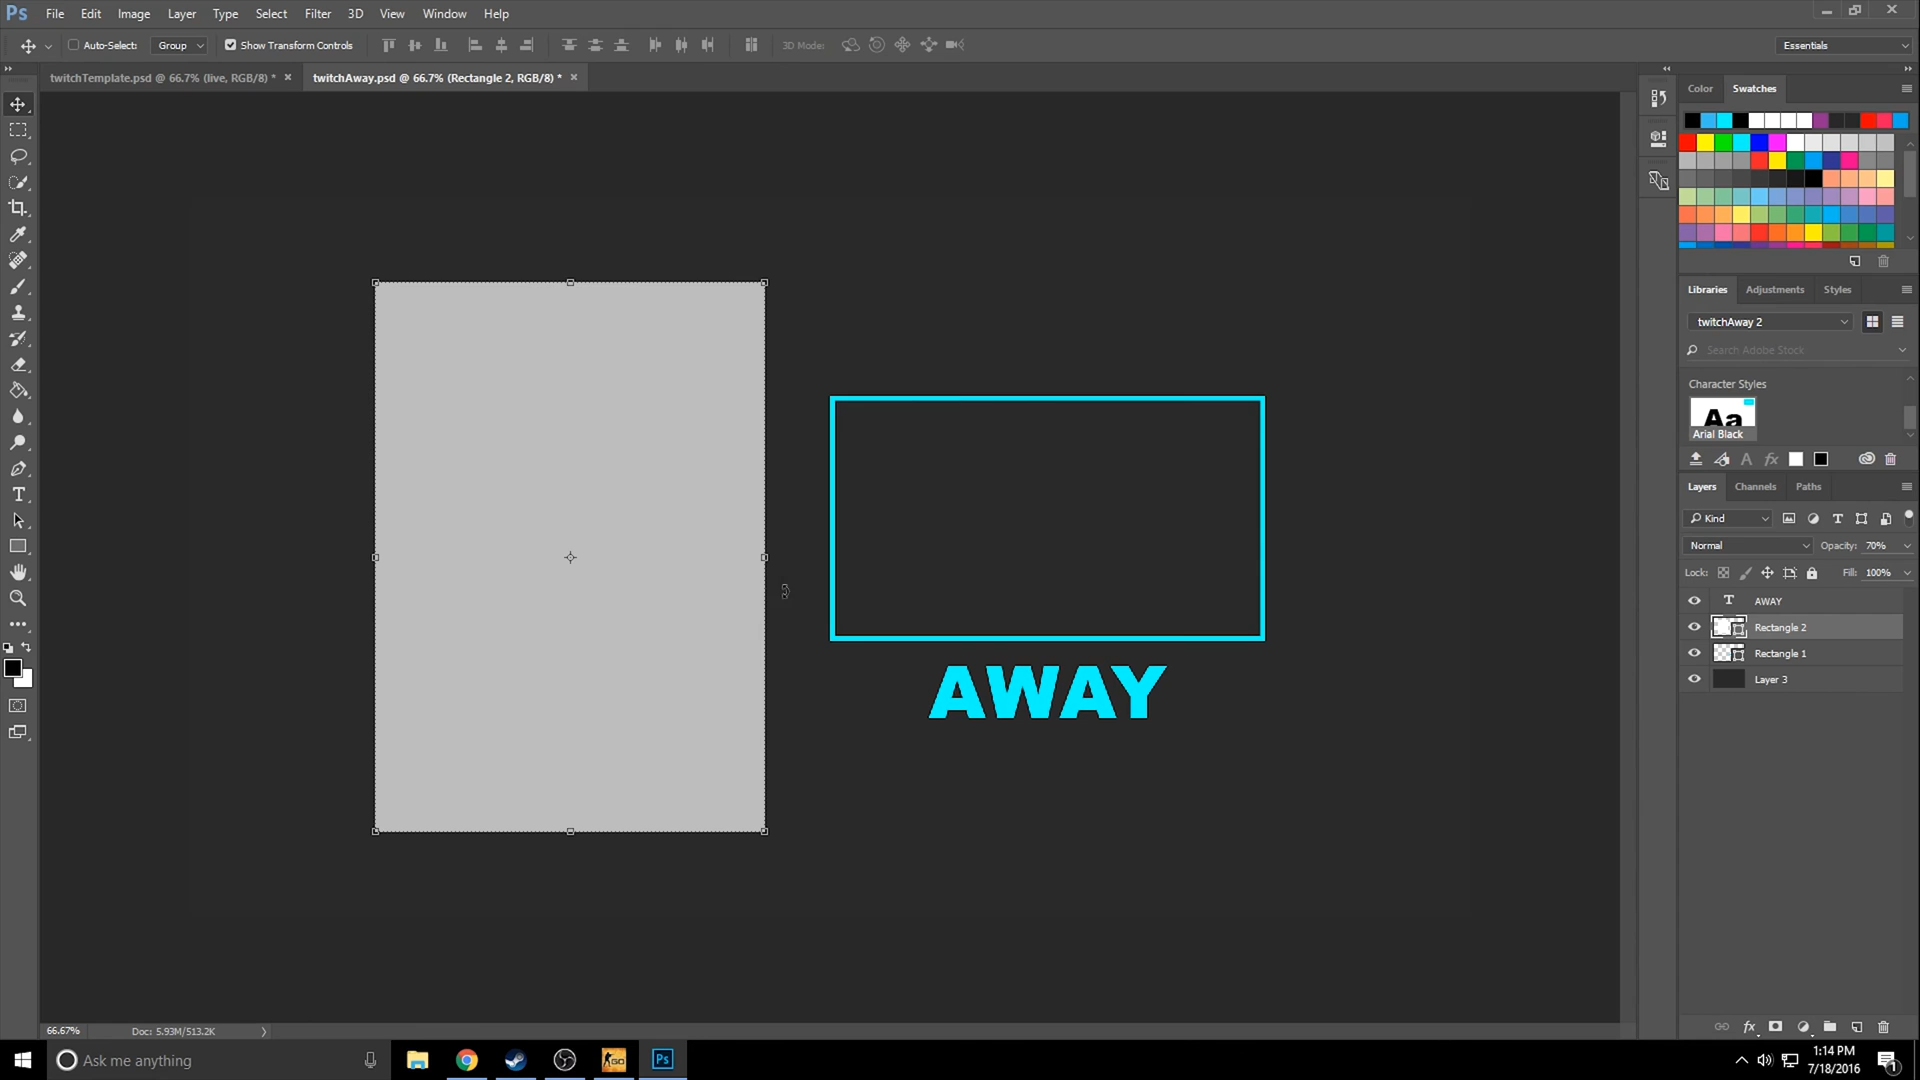 Ps File Edit Image Layer Type Select Filter 3D View Window Help
Auto-Select: Group Show Transform Controls 3D Mode: Essentials
twitchTemplate.psd @ 66.7% (live, RGB/8) * × twitchAway.psd @ 66.7% (Rectangle 2, RGB/8) * ×
Color Swatches
Libraries Adjustments Styles
twitchAway 2
Search Adobe Stock
Character Styles
Aa
Arial Black
Layers Channels Paths
Kind
Normal Opacity: 70%
Lock: Fill: 100%
AWAY
Rectangle 2
Rectangle 1
Layer 3
AWAY
66.67% Doc: 5.93M/513.2K
Ask me anything
GO
Ps
1:14 PM
7/18/2016
1